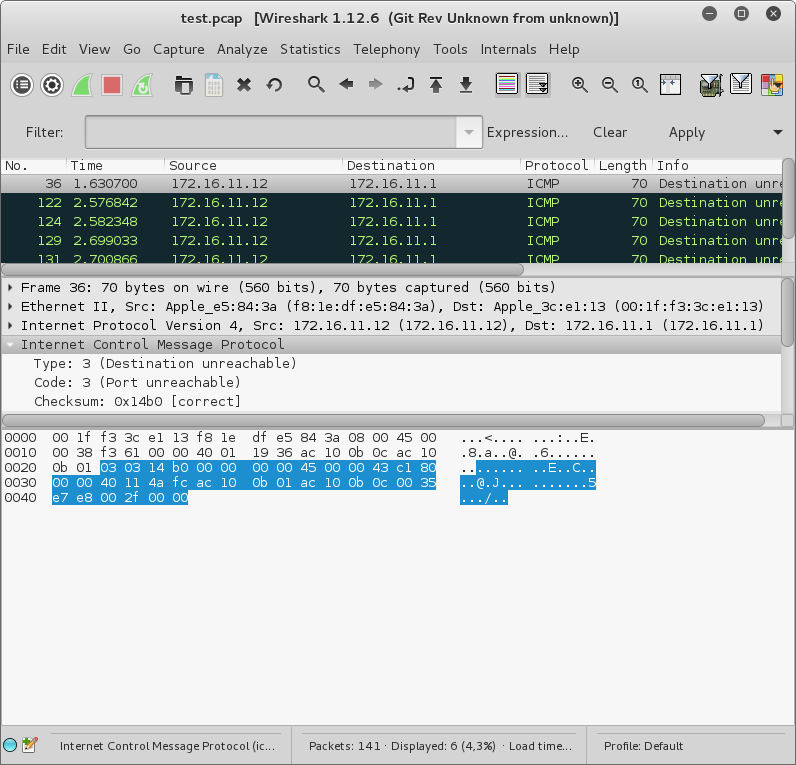 test.pcap [Wireshark 1.12.6 (Git Rev Unknown from unknown)]
File Edit View Go Capture Analyze Statistics Telephony Tools Internals Help
Filter: Expression... Clear Apply
No. Time Source Destination Protocol Length Info
36 1.630700 172.16.11.12 172.16.11.1 ICMP 70 Destination unre
122 2.576842 172.16.11.12 172.16.11.1 ICMP 70 Destination unre
124 2.582348 172.16.11.12 172.16.11.1 ICMP 70 Destination unre
129 2.699033 172.16.11.12 172.16.11.1 ICMP 70 Destination unre
131 2.700866 172.16.11.12 172.16.11.1 ICMP 70 Destination unre
Frame 36: 70 bytes on wire (560 bits), 70 bytes captured (560 bits)
Ethernet II, Src: Apple_e5:84:3a (f8:1e:df:e5:84:3a), Dst: Apple_3c:e1:13 (00:1f:f3:3c:e1:13)
Internet Protocol Version 4, Src: 172.16.11.12 (172.16.11.12), Dst: 172.16.11.1 (172.16.11.1)
Internet Control Message Protocol
Type: 3 (Destination unreachable)
Code: 3 (Port unreachable)
Checksum: 0x14b0 [correct]
0000 00 1f f3 3c e1 13 f8 1e df e5 84 3a 08 00 45 00 ...<.... ...:..E.
0010 00 38 f3 61 00 00 40 01 19 36 ac 10 0b 0c ac 10 .8.a..@. .6......
0020 0b 01 03 03 14 b0 00 00 00 00 45 00 00 43 c1 80 ........ ..E..C..
0030 00 00 40 11 4a fc ac 10 0b 01 ac 10 0b 0c 00 35 ..@.J... .......5
0040 e7 e8 00 2f 00 00 .../..
Internet Control Message Protocol (ic... Packets: 141 · Displayed: 6 (4,3%) · Load time... Profile: Default